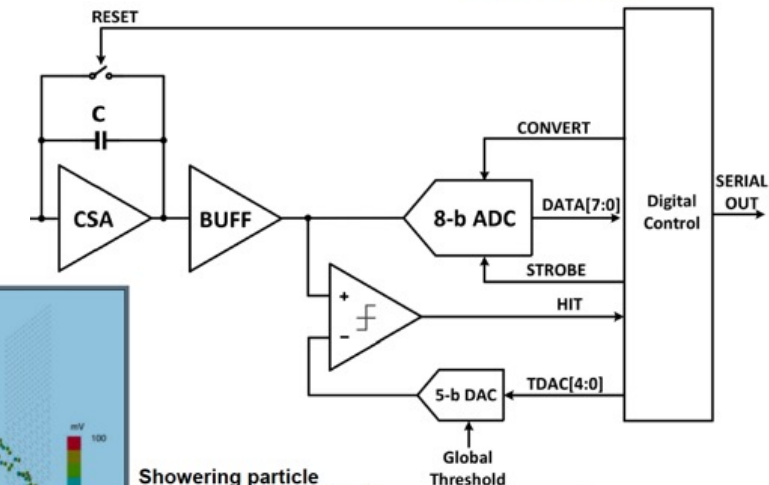 RESET
C
CSA
BUFF
CONVERT
8-b ADC
DATA[7:0]
Digital
Control
SERIAL
OUT
STROBE
+
HIT
−
5-b DAC
TDAC[4:0]
Global
Threshold
mV
100
Showering particle